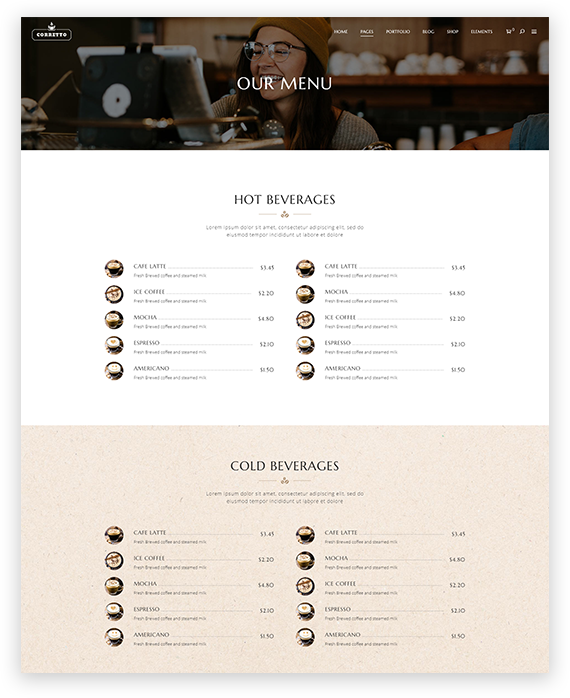 CORRETTO
HOME PAGES PORTFOLIO BLOG SHOP ELEMENTS 0
OUR MENU
HOT BEVERAGES
Lorem ipsum dolor sit amet, consectetur adipiscing elit, sed do
eiusmod tempor incididunt ut labore et dolore
CAFE LATTE $3.45
Fresh Brewed coffee and steamed milk
ICE COFFEE $2.20
Fresh Brewed coffee and steamed milk
MOCHA $4.80
Fresh Brewed coffee and steamed milk
ESPRESSO $2.10
Fresh Brewed coffee and steamed milk
AMERICANO $1.50
Fresh Brewed coffee and steamed milk
CAFE LATTE $3.45
Fresh Brewed coffee and steamed milk
MOCHA $4.80
Fresh Brewed coffee and steamed milk
ICE COFFEE $2.20
Fresh Brewed coffee and steamed milk
ESPRESSO $2.10
Fresh Brewed coffee and steamed milk
AMERICANO $1.50
Fresh Brewed coffee and steamed milk
COLD BEVERAGES
Lorem ipsum dolor sit amet, consectetur adipiscing elit, sed do
eiusmod tempor incididunt ut labore et dolore
CAFE LATTE $3.45
Fresh Brewed coffee and steamed milk
ICE COFFEE $2.20
Fresh Brewed coffee and steamed milk
MOCHA $4.80
Fresh Brewed coffee and steamed milk
ESPRESSO $2.10
Fresh Brewed coffee and steamed milk
AMERICANO $1.50
Fresh Brewed coffee and steamed milk
CAFE LATTE $3.45
Fresh Brewed coffee and steamed milk
MOCHA $4.80
Fresh Brewed coffee and steamed milk
ICE COFFEE $2.20
Fresh Brewed coffee and steamed milk
ESPRESSO $2.10
Fresh Brewed coffee and steamed milk
AMERICANO $1.50
Fresh Brewed coffee and steamed milk